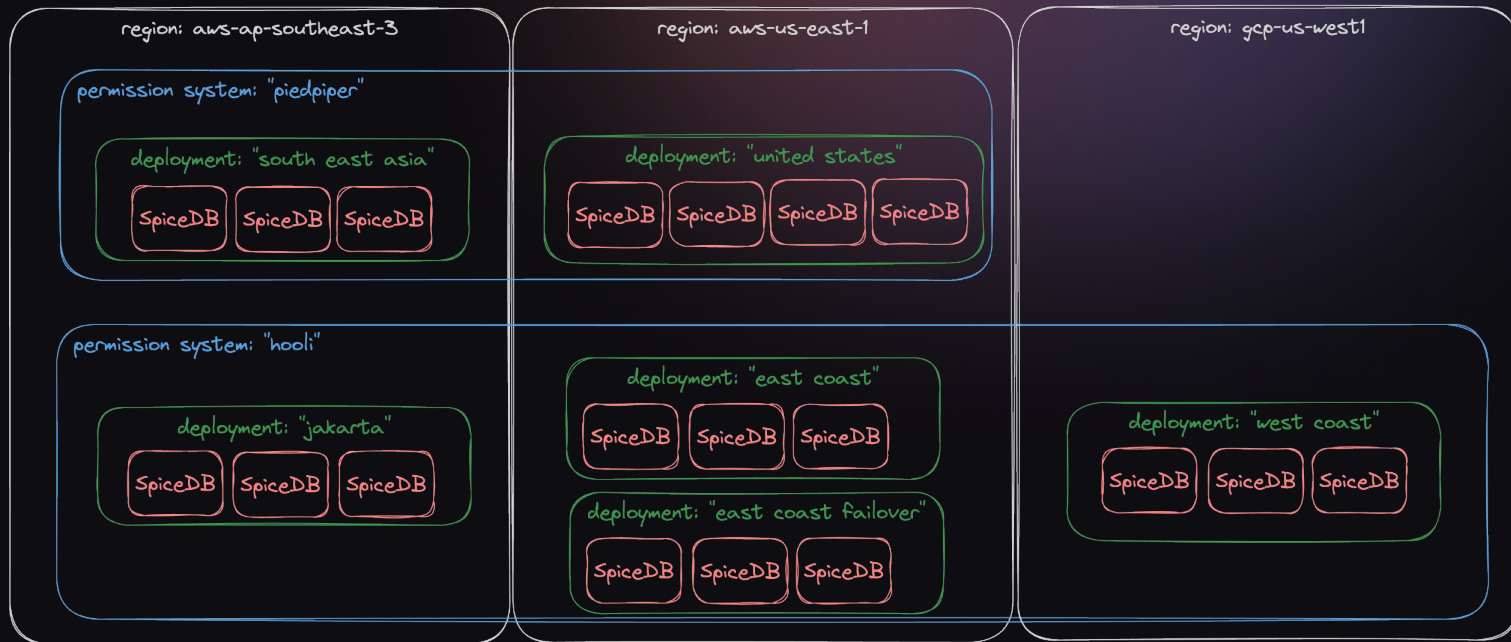 region: aws-ap-southeast-3
region: aws-us-east-1
region: gcp-us-west1
permission system: "piedpiper"
deployment: "south east asia"
SpiceDB SpiceDB SpiceDB
deployment: "united states"
SpiceDB SpiceDB SpiceDB SpiceDB
permission system: "hooli"
deployment: "jakarta"
SpiceDB SpiceDB SpiceDB
deployment: "east coast"
SpiceDB SpiceDB SpiceDB
deployment: "east coast failover"
SpiceDB SpiceDB SpiceDB
deployment: "west coast"
SpiceDB SpiceDB SpiceDB